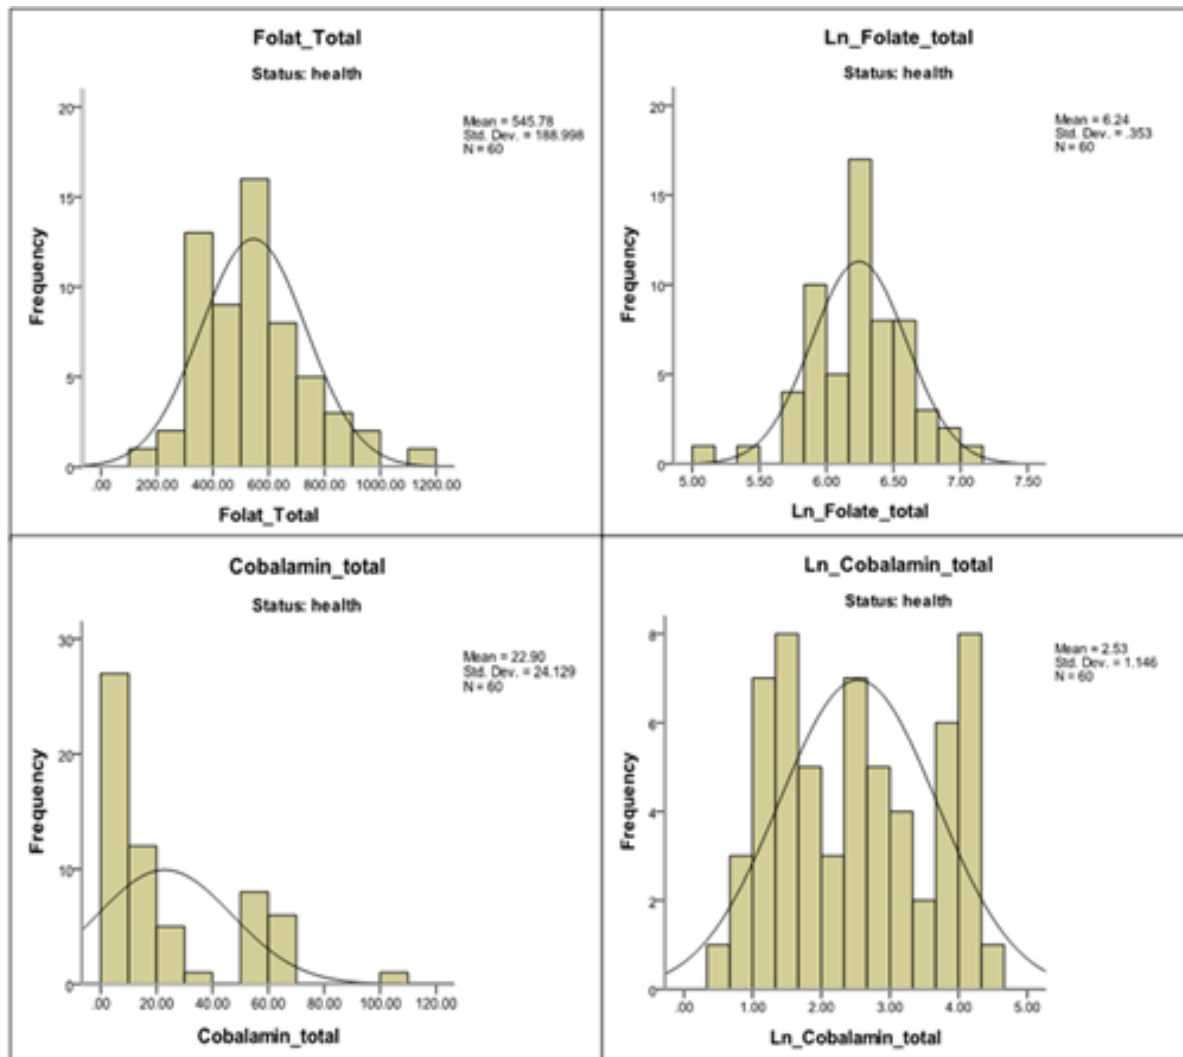 Folat_Total
Status: health
Mean = 545.78
Std. Dev. = 188.998
N = 60
20
15
10
5
0
Frequency
.00 200.00 400.00 600.00 800.00 1000.00 1200.00
Folat_Total
Ln_Folate_total
Status: health
Mean = 6.24
Std. Dev. = .353
N = 60
20
15
10
5
0
Frequency
5.00 5.50 6.00 6.50 7.00 7.50
Ln_Folate_total
Cobalamin_total
Status: health
Mean = 22.90
Std. Dev. = 24.129
N = 60
30
20
10
0
Frequency
.00 20.00 40.00 60.00 80.00 100.00 120.00
Cobalamin_total
Ln_Cobalamin_total
Status: health
Mean = 2.53
Std. Dev. = 1.146
N = 60
8
6
4
2
0
Frequency
.00 1.00 2.00 3.00 4.00 5.00
Ln_Cobalamin_total